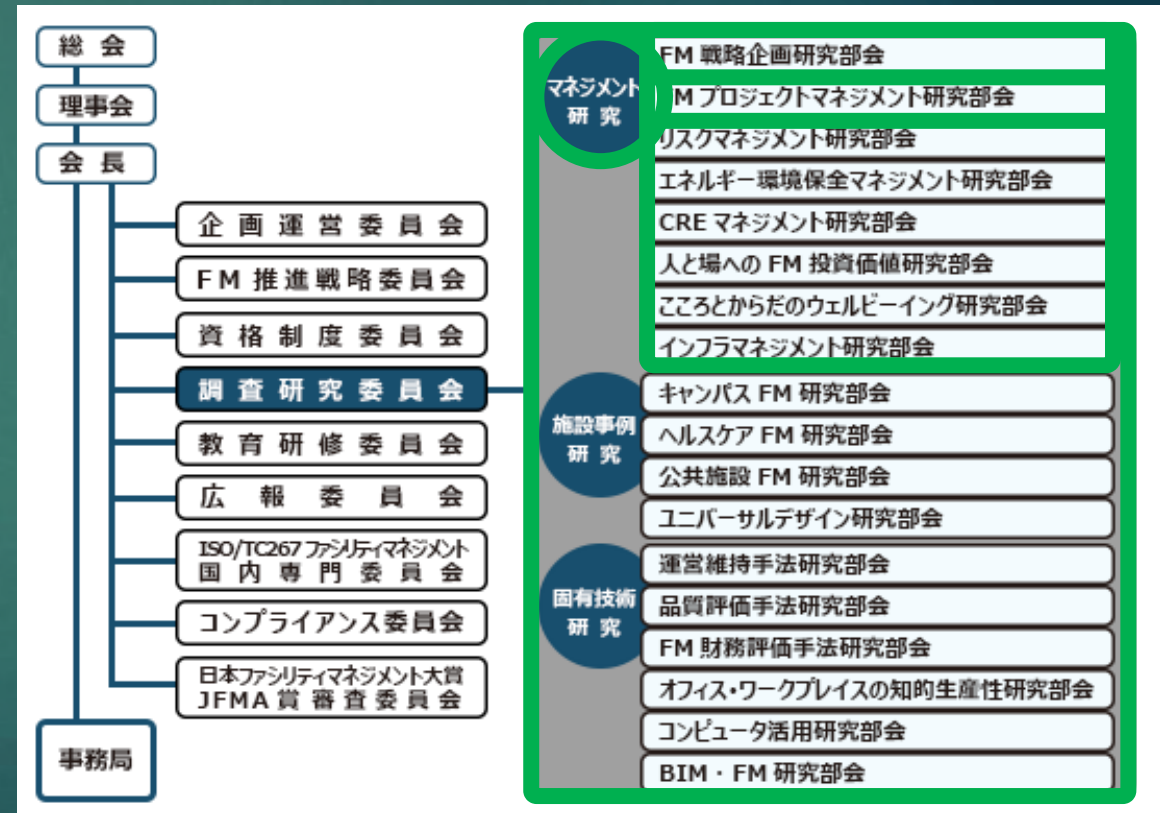 総会
理事会
会長
企画運営委員会
FM推進戦略委員会
資格制度委員会
調査研究委員会
教育研修委員会
広報委員会
ISO/TC267 ファシリティマネジメント
国内専門委員会
コンプライアンス委員会
日本ファシリティマネジメント大賞
JFMA賞審査委員会
事務局
マネジメント
研究
FM 戦略企画研究部会
M プロジェクトマネジメント研究部会
リスクマネジメント研究部会
エネルギー環境保全マネジメント研究部会
CRE マネジメント研究部会
人と場への FM 投資価値研究部会
こころとからだのウェルビーイング研究部会
インフラマネジメント研究部会
施設事例
研究
キャンパス FM 研究部会
ヘルスケア FM 研究部会
公共施設 FM 研究部会
ユニバーサルデザイン研究部会
固有技術
研究
運営維持手法研究部会
品質評価手法研究部会
FM 財務評価手法研究部会
オフィス・ワークプレイスの知的生産性研究部会
コンピュータ活用研究部会
BIM・FM 研究部会